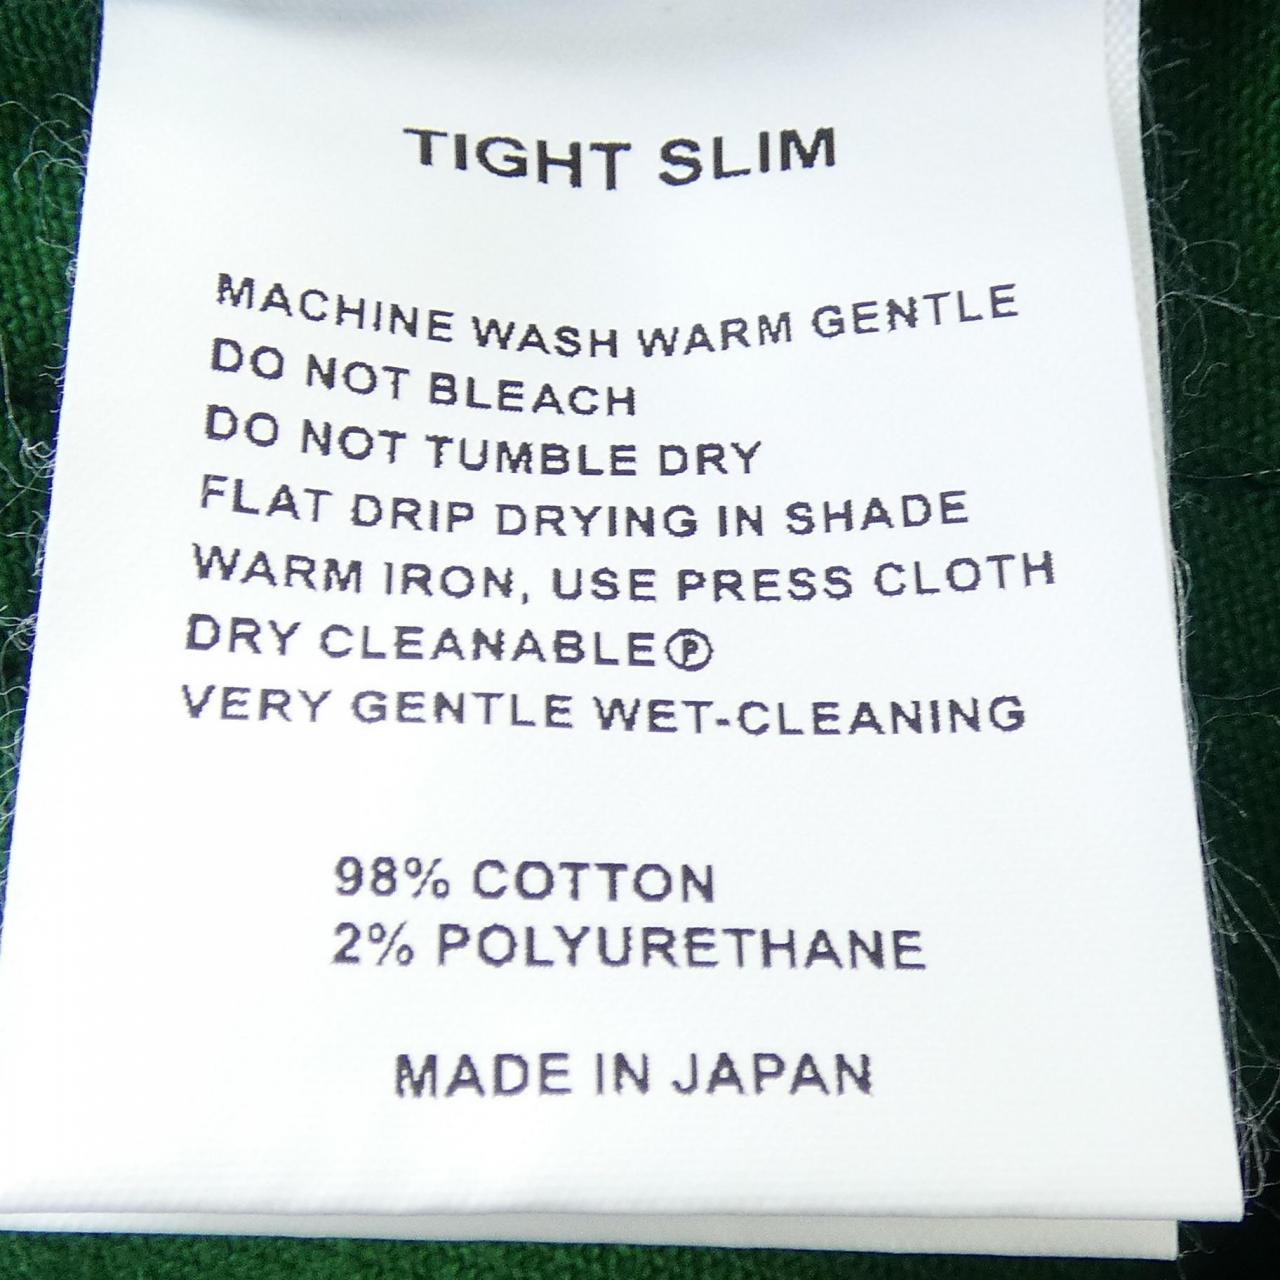 TIGHT SLIM
MACHINE WASH WARM GENTLE
DO NOT BLEACH
DO NOT TUMBLE DRY
FLAT DRIP DRYING IN SHADE
WARM IRON, USE PRESS CLOTH
DRY CLEANABLEⓅ
VERY GENTLE WET-CLEANING
98% COTTON
2% POLYURETHANE
MADE IN JAPAN